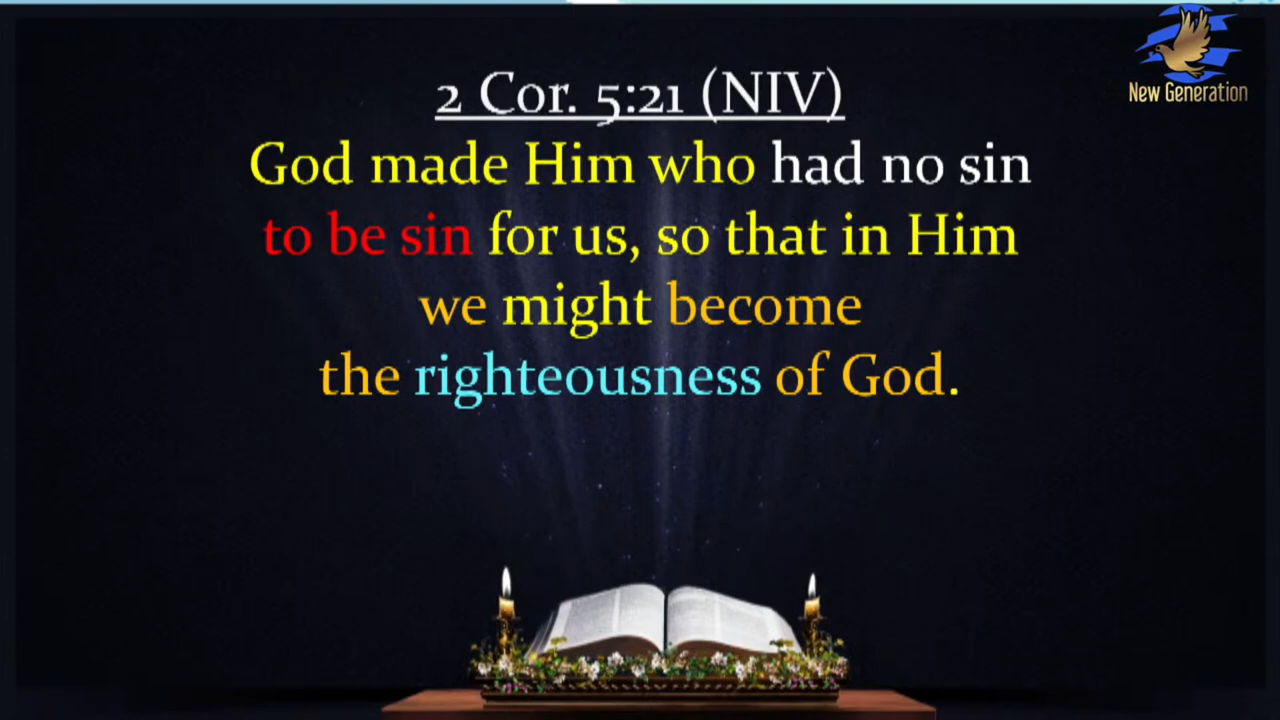 New Generation
2 Cor. 5:21 (NIV)
God made Him who had no sin
to be sin for us, so that in Him
we might become
the righteousness of God.